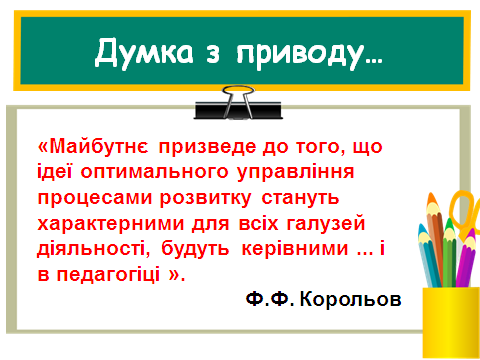 Думка з приводу…
«Майбутнє призведе до того, що
ідеї оптимального управління
процесами розвитку стануть
характерними для всіх галузей
діяльності, будуть керівними ... і
в педагогіці ».
Ф.Ф. Корольов